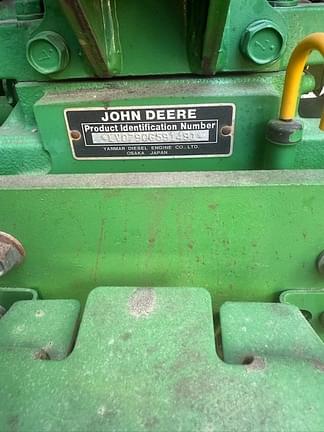 JOHN DEERE
Product Identification Number
YANMAR DIESEL ENGINE CO., LTD.
OSAKA JAPAN